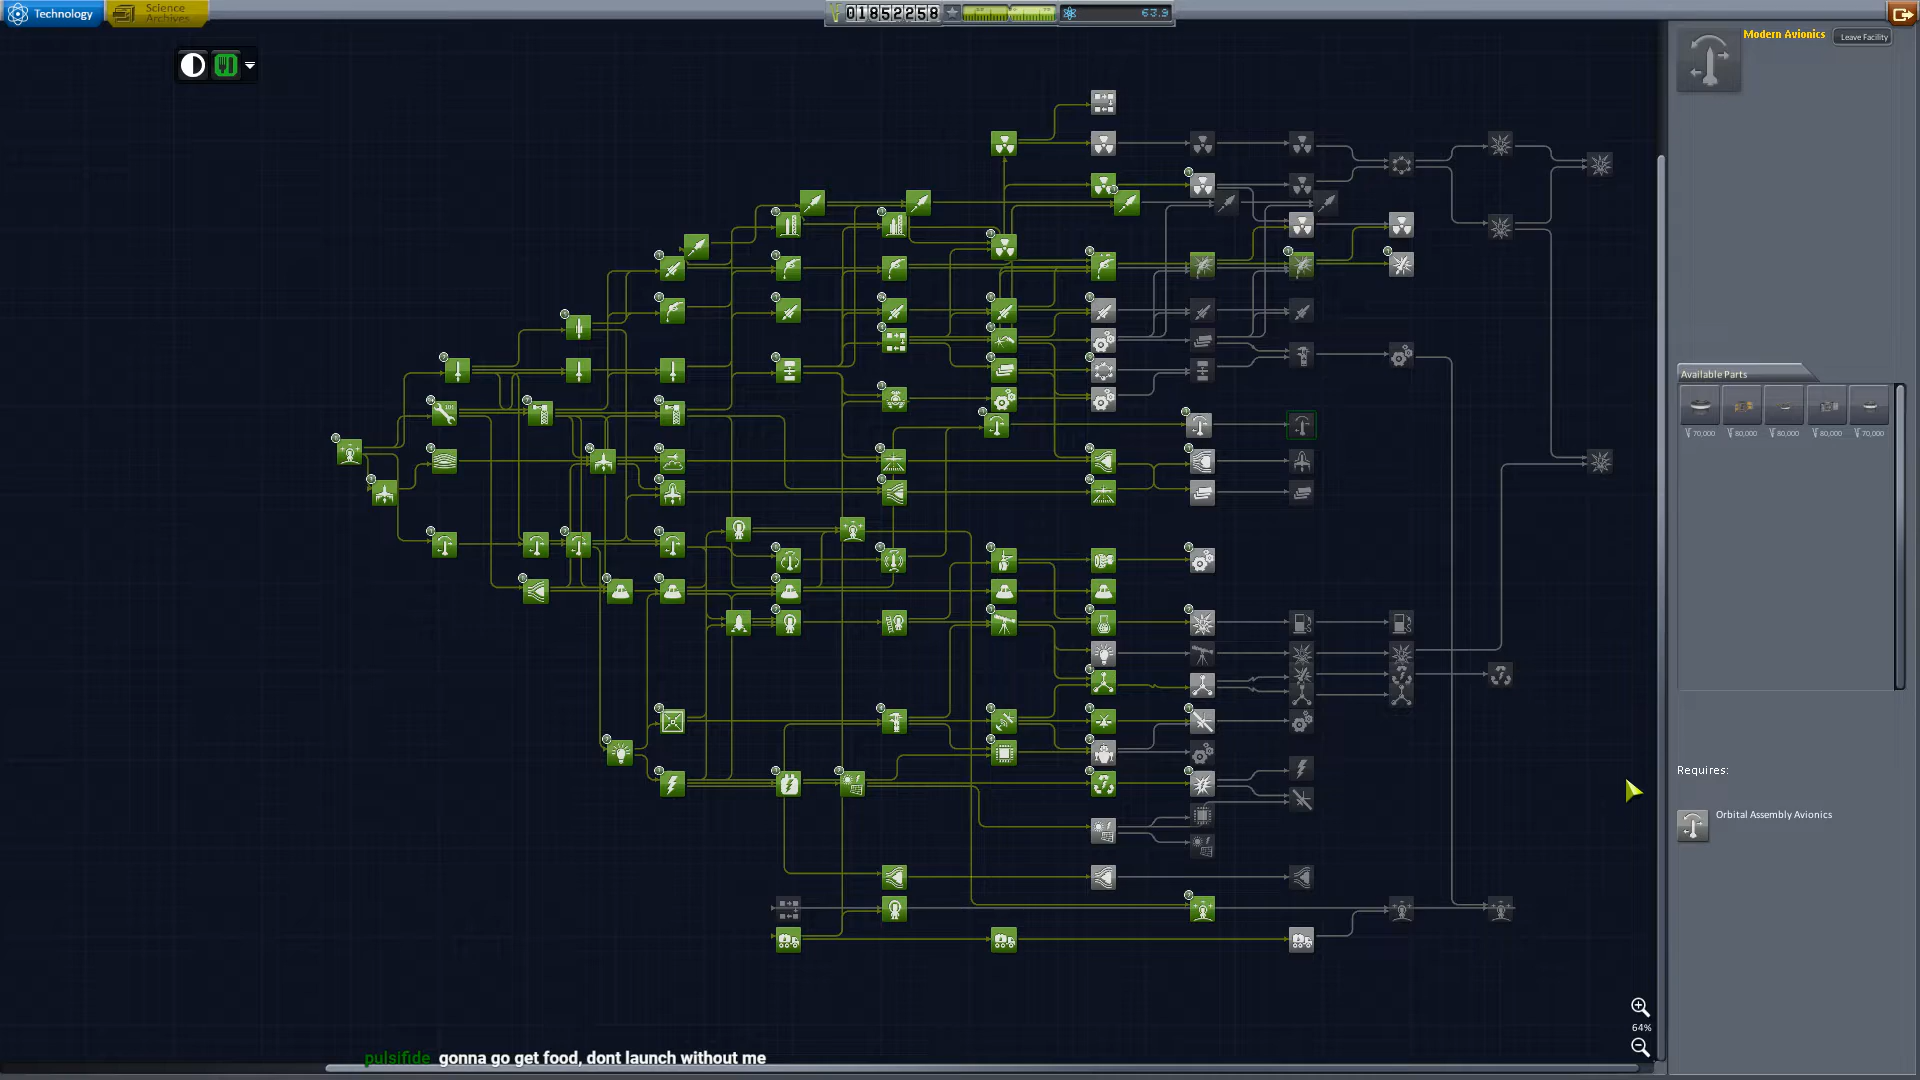 Technology
Science
Archives
01852258
63.9
Modern Avionics
Leave Facility
Available Parts
70,000
80,000
80,000
80,000
70,000
Requires:
Orbital Assembly Avionics
64%
pulsifide gonna go get food, dont launch without me